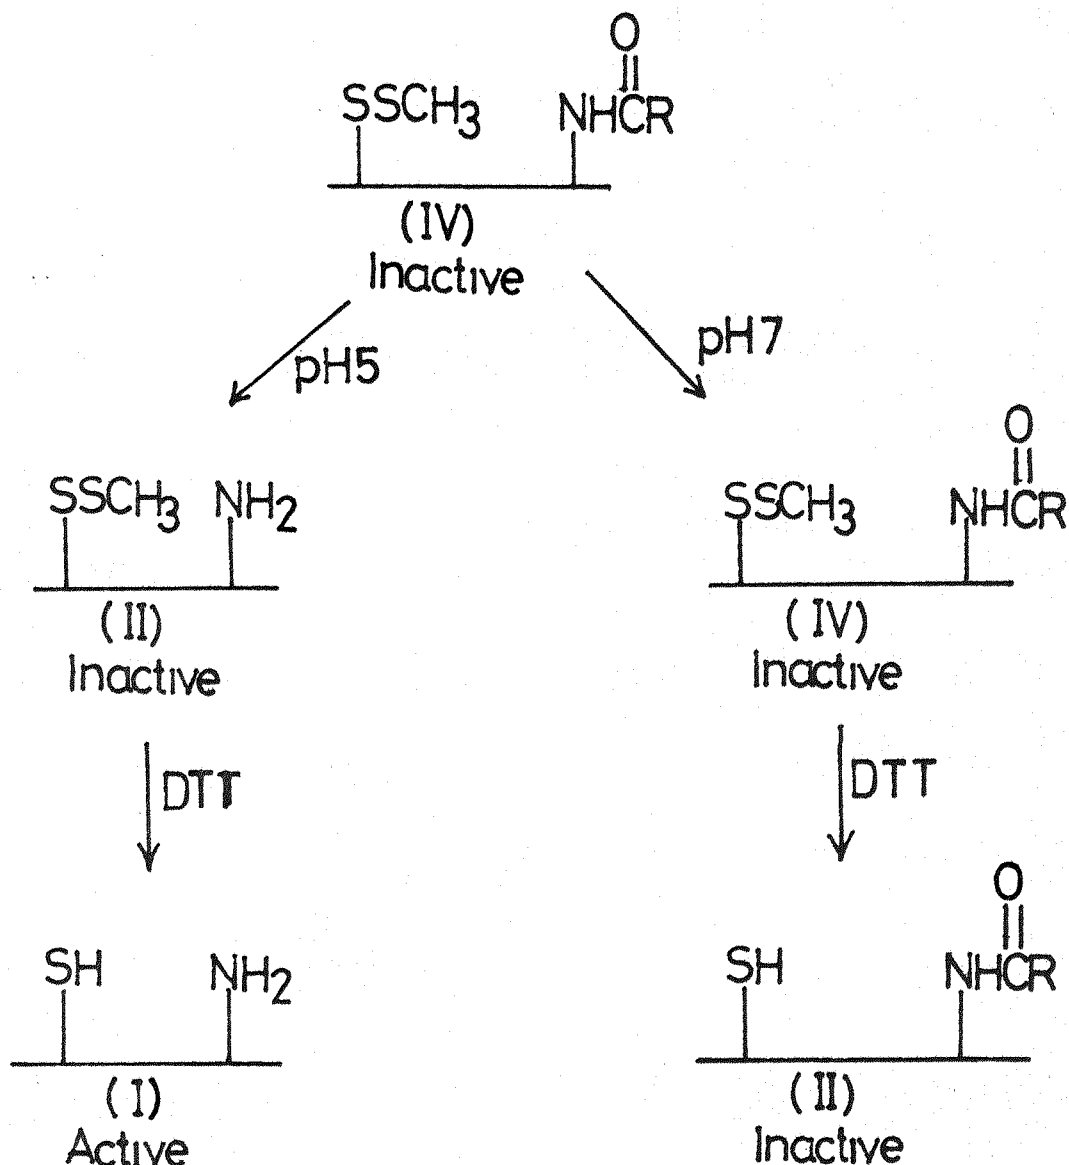 O
SSCH3 NHCR
(IV)
Inactive
pH5 pH7
O
SSCH3 NH2 SSCH3 NHCR
(II) (IV)
Inactive Inactive
DTT DTT
O
SH NH2 SH NHCR
(I) (II)
Active Inactive